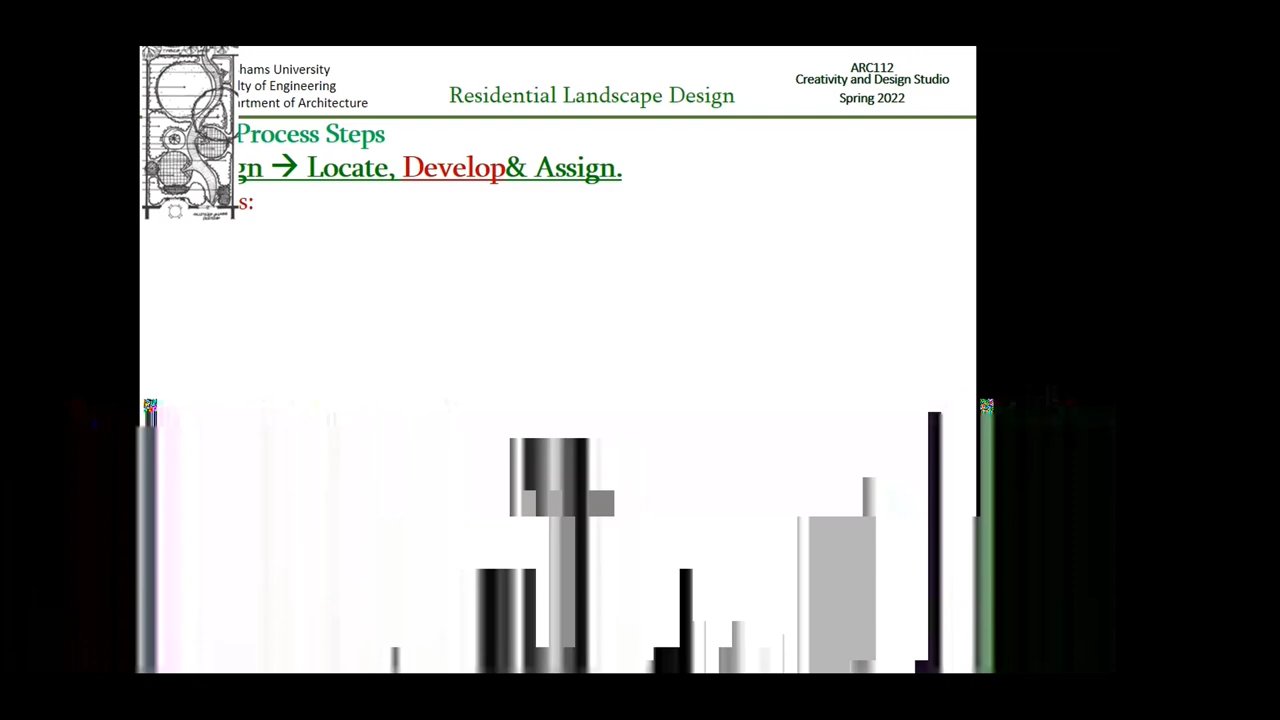 hams University
lty of Engineering
rtment of Architecture
Residential Landscape Design
ARC112
Creativity and Design Studio
Spring 2022
Process Steps
gn → Locate, Develop& Assign.
s: